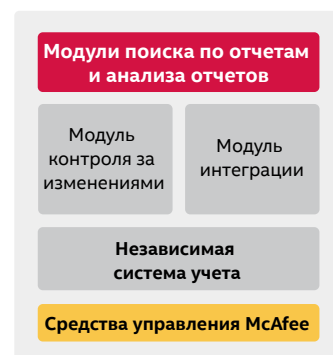 Модули поиска по отчетам
и анализа отчетов
Модуль
контроля за
изменениями
Модуль
интеграции
Независимая
система учета
Средства управления McAfee